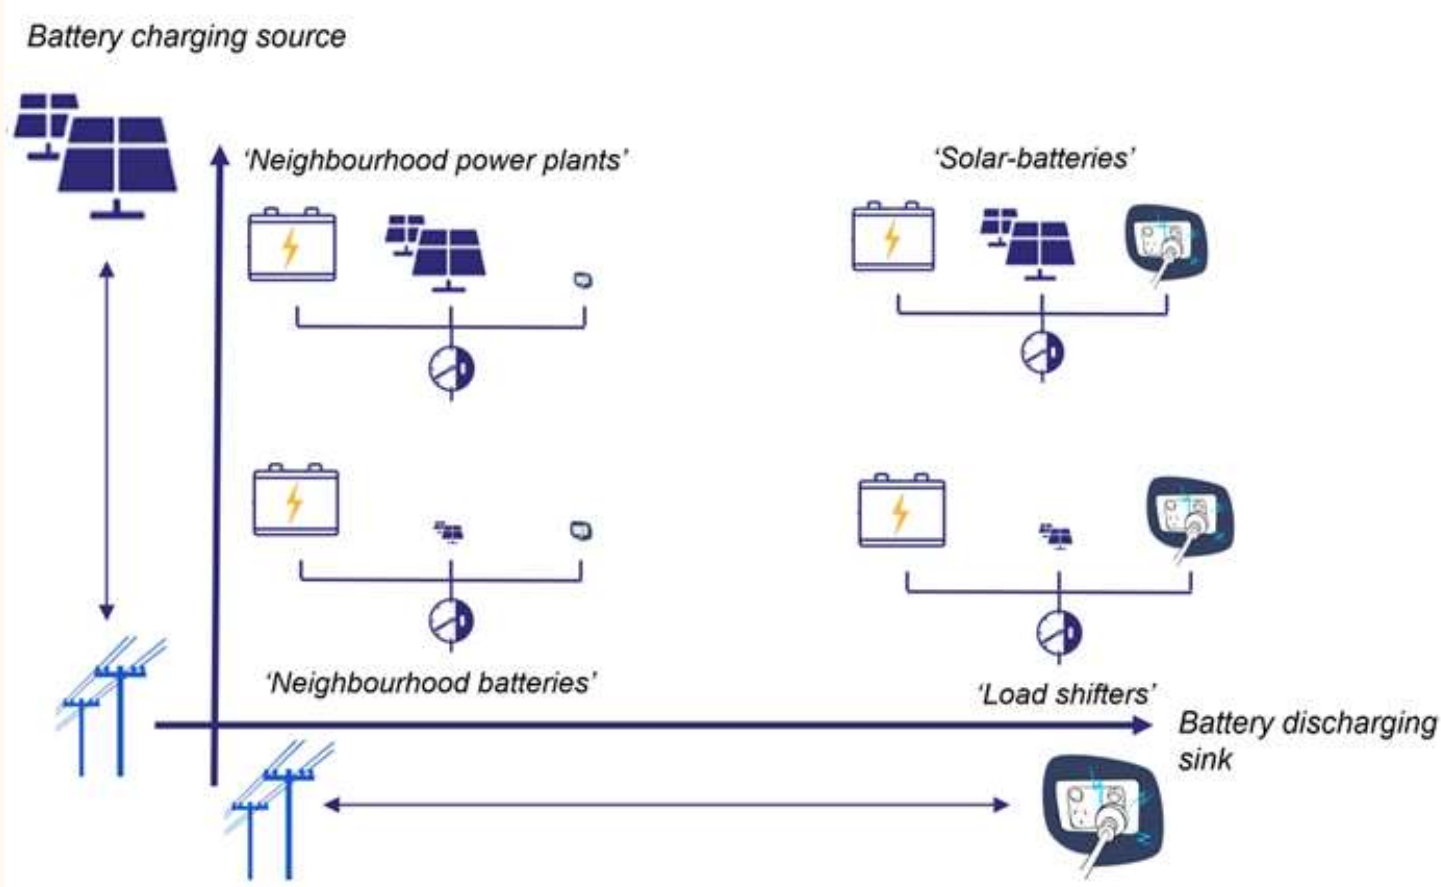 Battery charging source
‘Neighbourhood power plants’
‘Solar-batteries’
‘Neighbourhood batteries’
‘Load shifters’
Battery discharging
sink